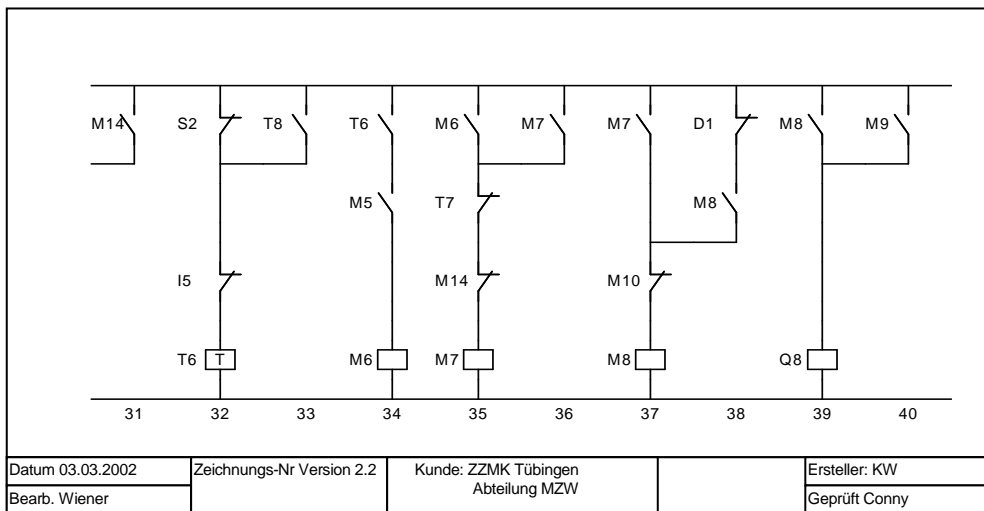 M14 S2 T8 T6 M6 M7 M7 D1 M8 M9
M5 T7 M8
I5 M14 M10
T6 T M6 M7 M8 Q8
31 32 33 34 35 36 37 38 39 40
Datum 03.03.2002 Zeichnungs-Nr Version 2.2 Kunde: ZZMK Tübingen Ersteller: KW
Abteilung MZW
Bearb. Wiener Geprüft Conny